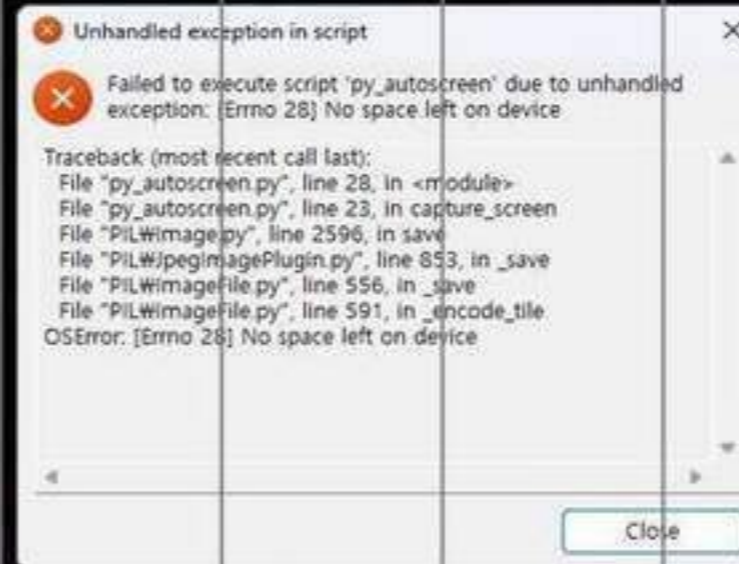 Unhandled exception in script
Failed to execute script 'py_autoscreen' due to unhandled
exception: [Errno 28] No space left on device
Traceback (most recent call last):
File "py_autoscreen.py", line 28, in <module>
File "py_autoscreen.py", line 23, in capture_screen
File "PIL₩Image.py", line 2596, in save
File "PIL₩JpegImagePlugin.py", line 853, in _save
File "PIL₩ImageFile.py", line 556, in _save
File "PIL₩ImageFile.py", line 591, in _encode_tile
OSError: [Errno 28] No space left on device
Close